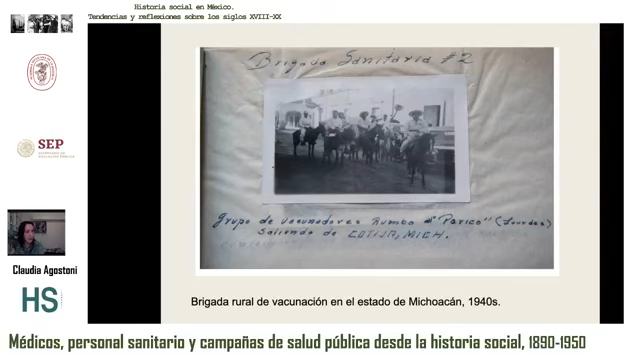 Historia social en México.
Tendencias y reflexiones sobre los siglos XVIII-XX
Brigada Sanitaria #2
SEP
Grupo de vacunadores Rumbo a "Parico" (Lourdes)
Saliendo de COTIJA, MICH.
Claudia Agostoni
HS
Brigada rural de vacunación en el estado de Michoacán, 1940s.
Médicos, personal sanitario y campañas de salud pública desde la historia social, 1890-1950